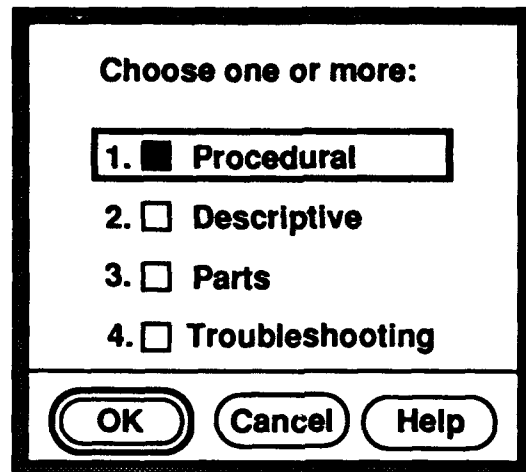 Choose one or more:
1. Procedural
2. Descriptive
3. Parts
4. Troubleshooting
OK Cancel Help